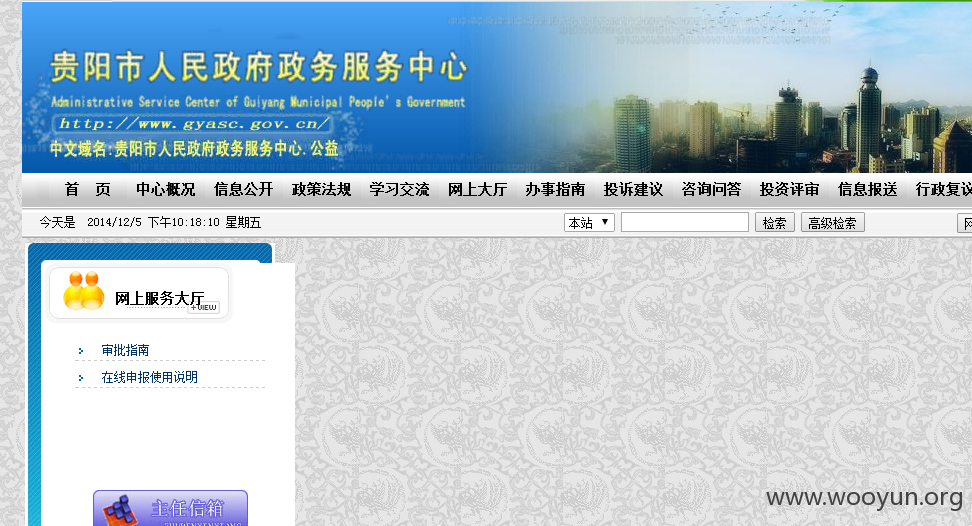 贵阳市人民政府政务服务中心
Administrative Service Center of Guiyang Municipal People's Government
http://www.gyasc.gov.cn/
中文域名:贵阳市人民政府政务服务中心.公益
首 页 中心概况 信息公开 政策法规 学习交流 网上大厅 办事指南 投诉建议 咨询问答 投资评审 信息报送 行政复议
今天是 2014/12/5 下午10:18:10 星期五 本站 检索 高级检索
网上服务大厅
+VIEW
审批指南
在线申报使用说明
主任信箱
www.wooyun.org